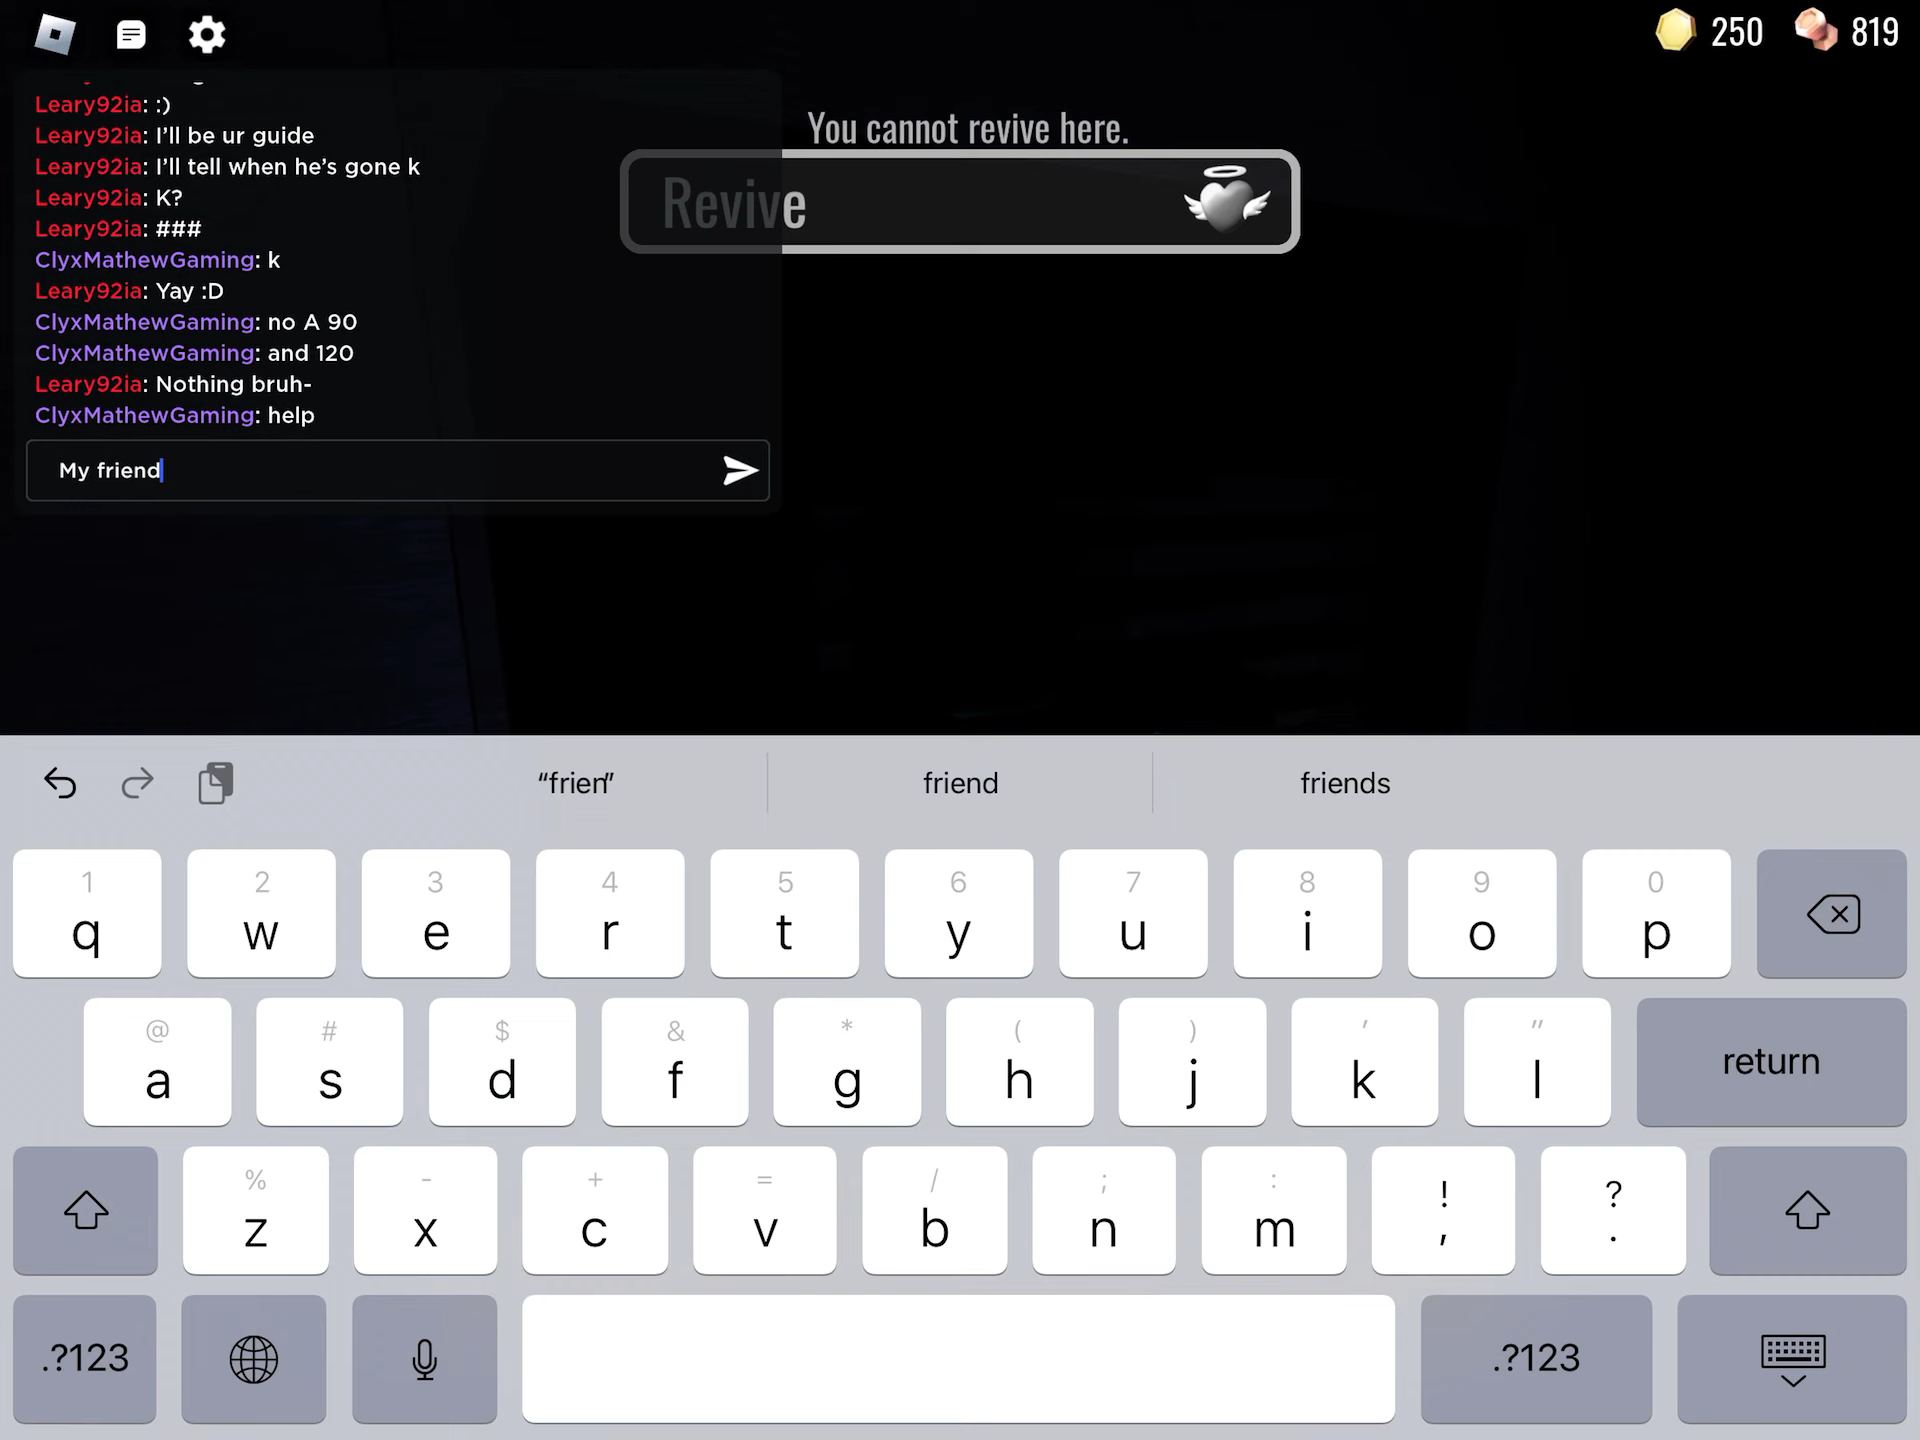 250
819
Leary92ia: :)
Leary92ia: I'll be ur guide
Leary92ia: I'll tell when he's gone k
Leary92ia: K?
Leary92ia: ###
ClyxMathewGaming: k
Leary92ia: Yay :D
ClyxMathewGaming: no A 90
ClyxMathewGaming: and 120
Leary92ia: Nothing bruh-
ClyxMathewGaming: help
My friend
You cannot revive here.
Revive
"frien" friend friends
1 2 3 4 5 6 7 8 9 0
q w e r t y u i o p
@ # $ & * ( ) ' "
a s d f g h j k l return
% - + = / ; : ! ?
z x c v b n m , .
.?123 .?123